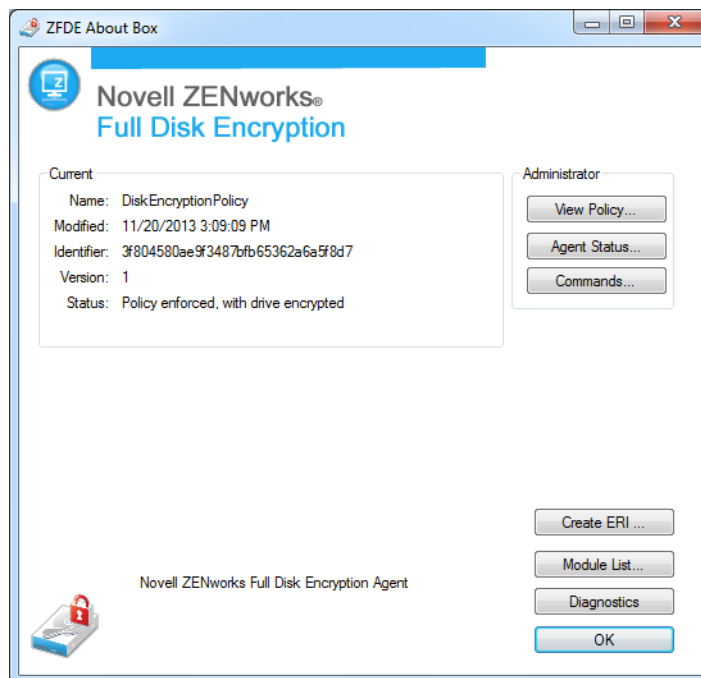 ZFDE About Box
Z
Novell ZENworks®
Full Disk Encryption
Current
Name: DiskEncryptionPolicy
Modified: 11/20/2013 3:09:09 PM
Identifier: 3f804580ae9f3487bfb65362a6a5f8d7
Version: 1
Status: Policy enforced, with drive encrypted
Administrator
View Policy...
Agent Status...
Commands...
Create ERI ...
Module List...
Diagnostics
OK
Novell ZENworks Full Disk Encryption Agent